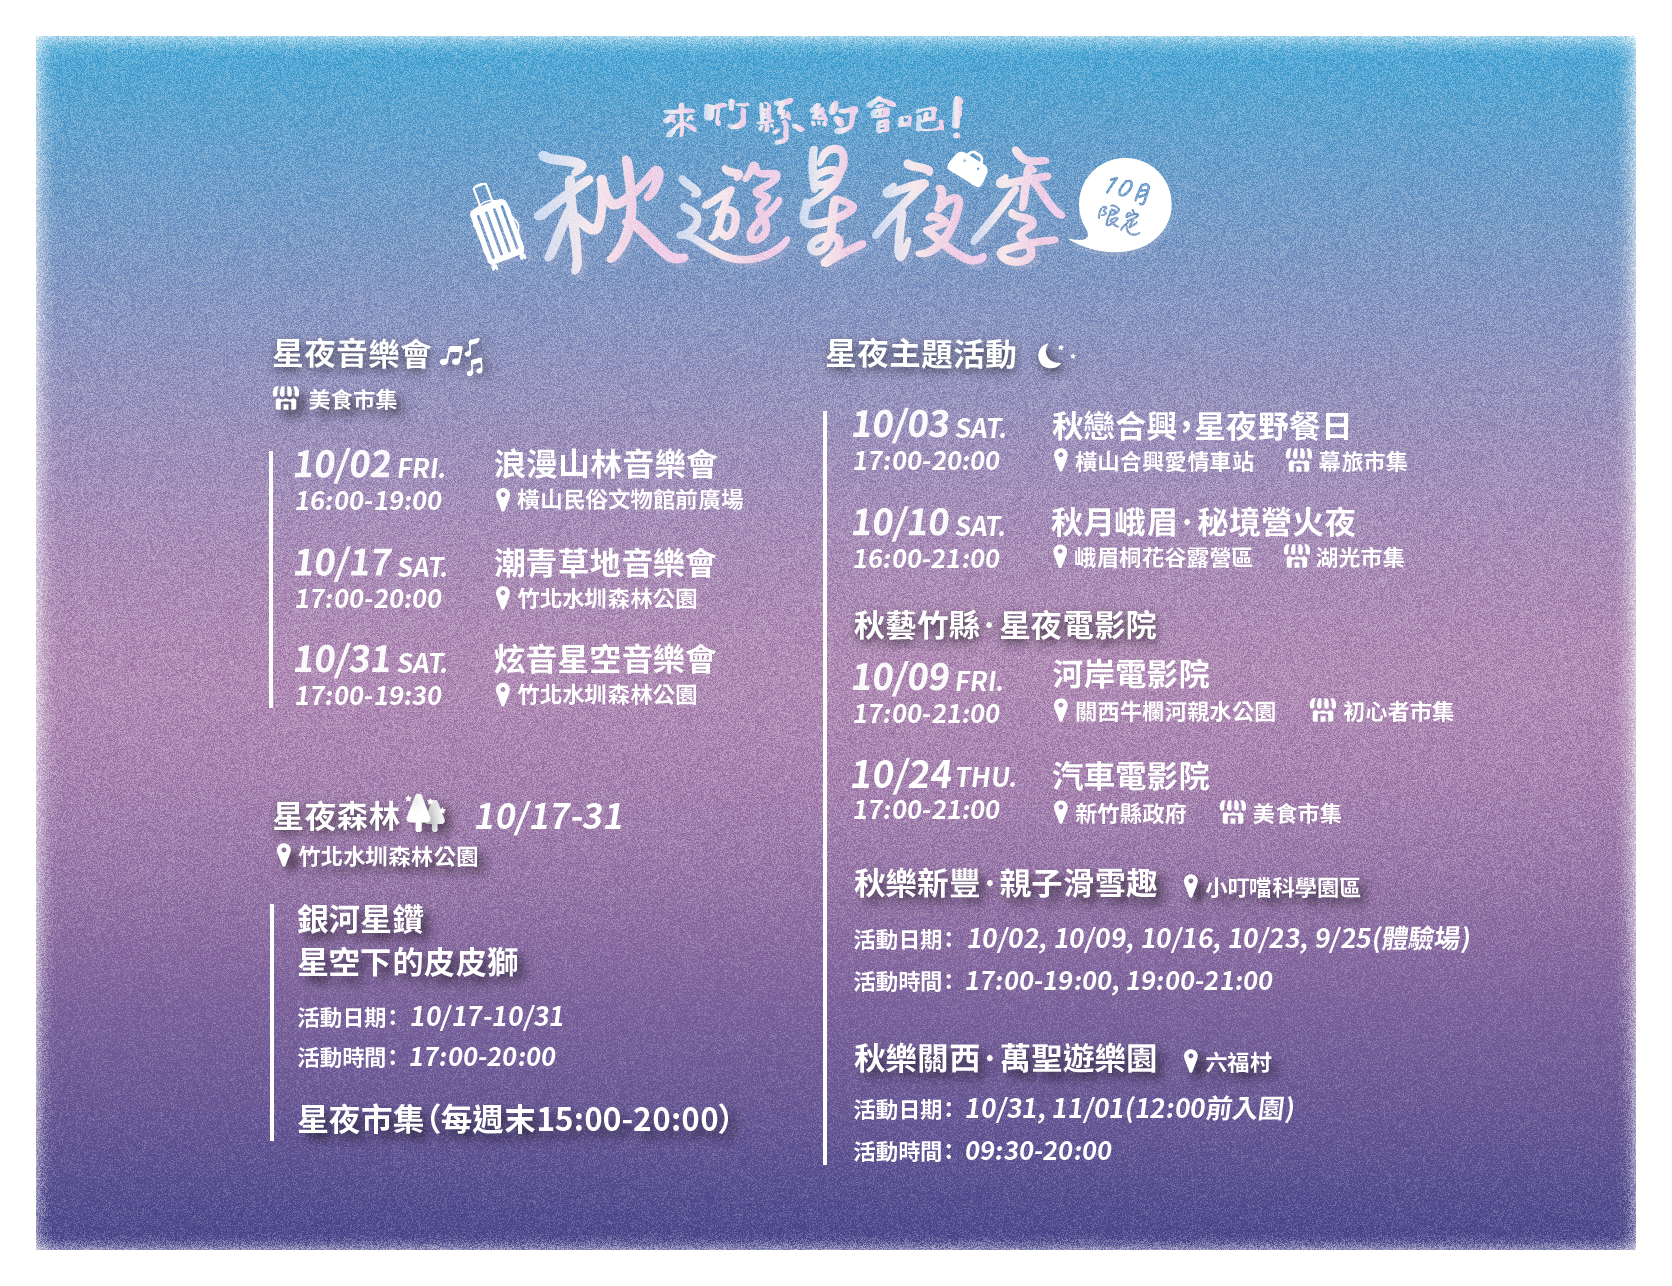 來竹縣約會吧!
秋遊星夜季
10月
限定
星夜音樂會
美食市集
10/02 FRI.
16:00-19:00
浪漫山林音樂會
橫山民俗文物館前廣場
10/17 SAT.
17:00-20:00
潮青草地音樂會
竹北水圳森林公園
10/31 SAT.
17:00-19:30
炫音星空音樂會
竹北水圳森林公園
星夜森林 10/17-31
竹北水圳森林公園
銀河星鑽
星空下的皮皮獅
活動日期：10/17-10/31
活動時間：17:00-20:00
星夜市集(每週末15:00-20:00)
星夜主題活動
10/03 SAT.
17:00-20:00
秋戀合興，星夜野餐日
橫山合興愛情車站 幕旅市集
10/10 SAT.
16:00-21:00
秋月峨眉·秘境營火夜
峨眉桐花谷露營區 湖光市集
秋藝竹縣·星夜電影院
10/09 FRI.
17:00-21:00
河岸電影院
關西牛欄河親水公園 初心者市集
10/24 THU.
17:00-21:00
汽車電影院
新竹縣政府 美食市集
秋樂新豐·親子滑雪趣 小叮噹科學園區
活動日期：10/02, 10/09, 10/16, 10/23, 9/25(體驗場)
活動時間：17:00-19:00, 19:00-21:00
秋樂關西·萬聖遊樂園 六福村
活動日期：10/31, 11/01(12:00前入園)
活動時間：09:30-20:00